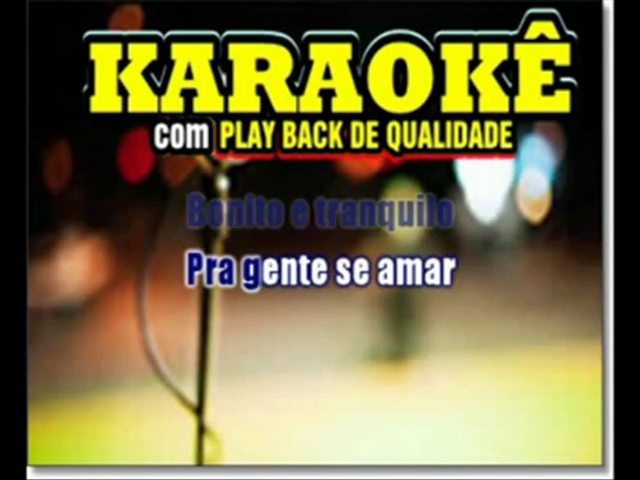 KARAOKÊ
com PLAY BACK DE QUALIDADE
Bonito e tranquilo
Pra gente se amar